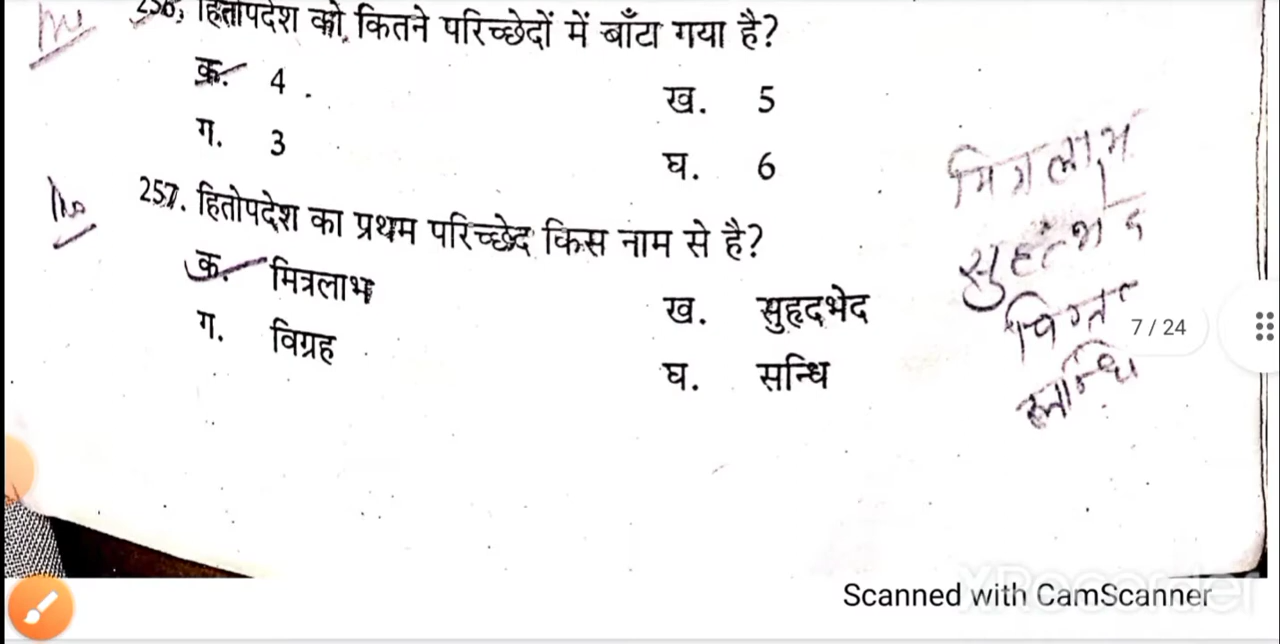 256. हितोपदेश को कितने परिच्छेदों में बाँटा गया है?
क. 4 .
ख. 5
ग. 3
घ. 6
257. हितोपदेश का प्रथम परिच्छेद किस नाम से है?
क. मित्रलाभ
ख. सुहृदभेद
ग. विग्रह
घ. सन्धि
मित्रलाभ
सन्धि
7 / 24
Scanned with CamScanner
XRecorder